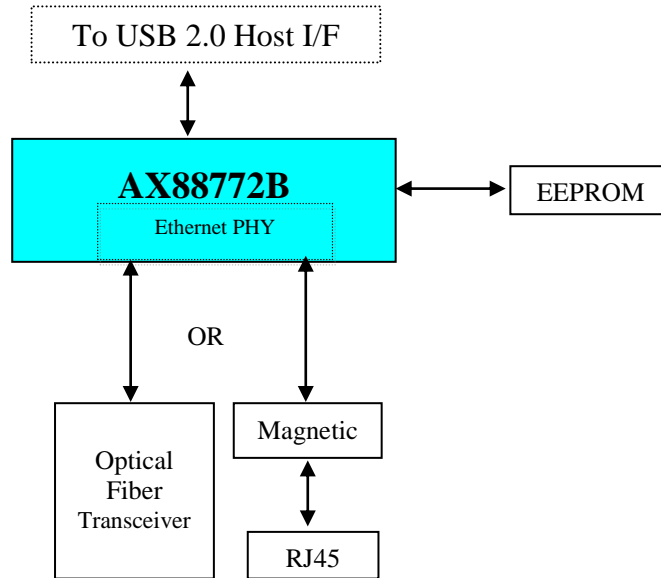 To USB 2.0 Host I/F
AX88772B
Ethernet PHY
EEPROM
OR
Optical
Fiber
Transceiver
Magnetic
RJ45